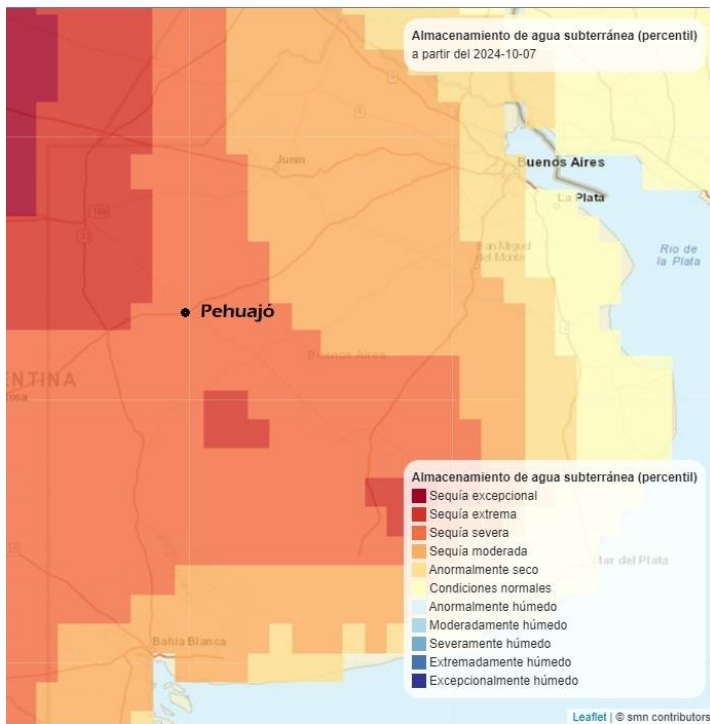 Almacenamiento de agua subterránea (percentil)
a partir del 2024-10-07
Junín
Buenos Aires
La Plata
San Miguel
del Monte
Rio de
la Plata
Pehuajó
Buenos Aires
ENTINA
Rosa
Almacenamiento de agua subterránea (percentil)
Sequía excepcional
Sequía extrema
Sequía severa
Sequía moderada
Anormalmente seco
Condiciones normales
Anormalmente húmedo
Moderadamente húmedo
Severamente húmedo
Extremadamente húmedo
Excepcionalmente húmedo
Mar del Plata
Bahía Blanca
Leaflet | © smn contributors